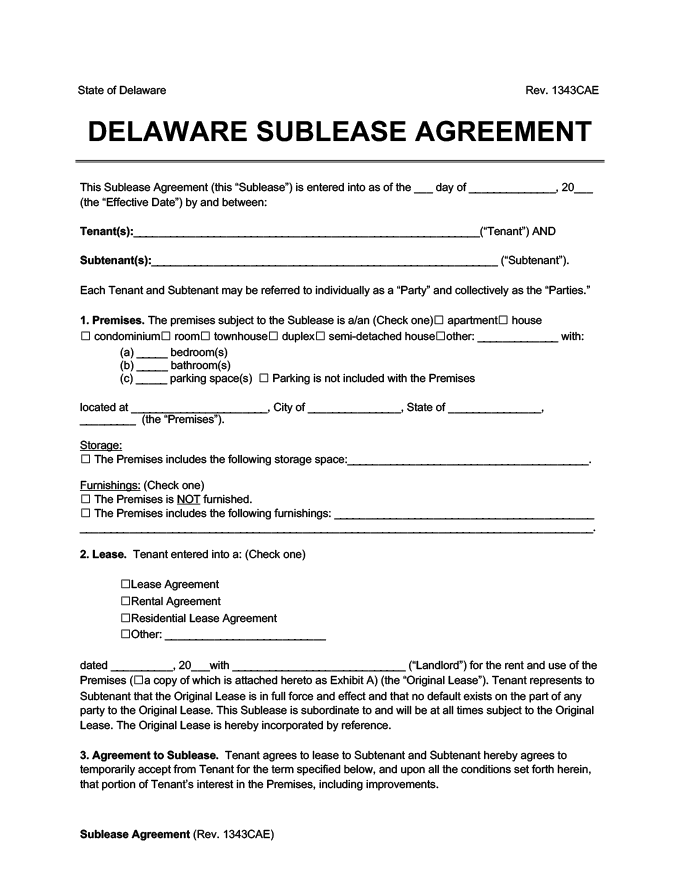 State of Delaware Rev. 1343CAE
DELAWARE SUBLEASE AGREEMENT
This Sublease Agreement (this “Sublease”) is entered into as of the ___ day of ______________, 20___
(the “Effective Date”) by and between:
Tenant(s):________________________________________________________(“Tenant”) AND
Subtenant(s):________________________________________________________ (“Subtenant”).
Each Tenant and Subtenant may be referred to individually as a “Party” and collectively as the “Parties.”
1. Premises. The premises subject to the Sublease is a/an (Check one)☐ apartment☐ house
☐ condominium☐ room☐ townhouse☐ duplex☐ semi-detached house☐other: _____________ with:
(a) _____ bedroom(s)
(b) _____ bathroom(s)
(c) _____ parking space(s) ☐ Parking is not included with the Premises
located at ______________________, City of _______________, State of _______________,
_________ (the “Premises”).
Storage:
☐ The Premises includes the following storage space:_______________________________________.
Furnishings: (Check one)
☐ The Premises is NOT furnished.
☐ The Premises includes the following furnishings: __________________________________________
___________________________________________________________________________________.
2. Lease. Tenant entered into a: (Check one)
☐Lease Agreement
☐Rental Agreement
☐Residential Lease Agreement
☐Other: __________________________
dated __________, 20___with ____________________________ (“Landlord”) for the rent and use of the
Premises (☐a copy of which is attached hereto as Exhibit A) (the “Original Lease”). Tenant represents to
Subtenant that the Original Lease is in full force and effect and that no default exists on the part of any
party to the Original Lease. This Sublease is subordinate to and will be at all times subject to the Original
Lease. The Original Lease is hereby incorporated by reference.
3. Agreement to Sublease. Tenant agrees to lease to Subtenant and Subtenant hereby agrees to
temporarily accept from Tenant for the term specified below, and upon all the conditions set forth herein,
that portion of Tenant’s interest in the Premises, including improvements.
Sublease Agreement (Rev. 1343CAE)